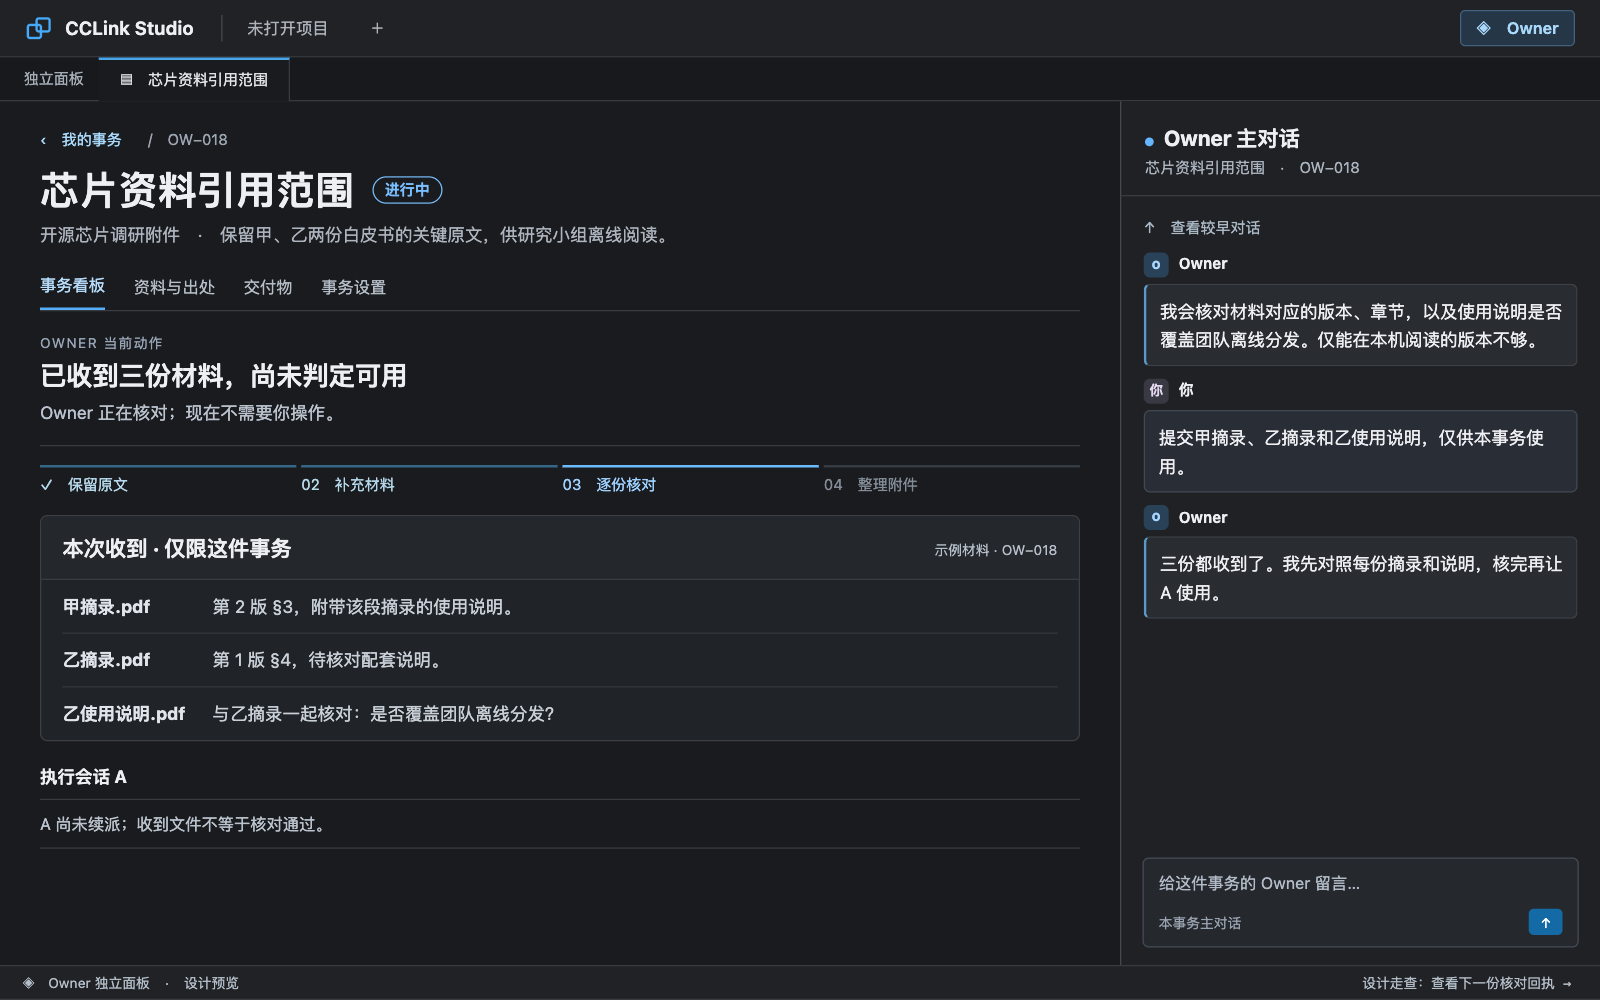 CCLink Studio
未打开项目
+
Owner
独立面板
芯片资料引用范围
‹ 我的事务 / OW–018
芯片资料引用范围
进行中
开源芯片调研附件 · 保留甲、乙两份白皮书的关键原文，供研究小组离线阅读。
事务看板 资料与出处 交付物 事务设置
OWNER 当前动作
已收到三份材料，尚未判定可用
Owner 正在核对；现在不需要你操作。
✓ 保留原文
02 补充材料
03 逐份核对
04 整理附件
本次收到 · 仅限这件事务
示例材料 · OW–018
甲摘录.pdf 第 2 版 §3，附带该段摘录的使用说明。
乙摘录.pdf 第 1 版 §4，待核对配套说明。
乙使用说明.pdf 与乙摘录一起核对：是否覆盖团队离线分发？
执行会话 A
A 尚未续派；收到文件不等于核对通过。
Owner 主对话
芯片资料引用范围 · OW–018
↑ 查看较早对话
O Owner
我会核对材料对应的版本、章节，以及使用说明是否
覆盖团队离线分发。仅能在本机阅读的版本不够。
你 你
提交甲摘录、乙摘录和乙使用说明，仅供本事务使
用。
O Owner
三份都收到了。我先对照每份摘录和说明，核完再让
A 使用。
给这件事务的 Owner 留言...
本事务主对话
↑
Owner 独立面板 · 设计预览
设计走查：查看下一份核对回执 →